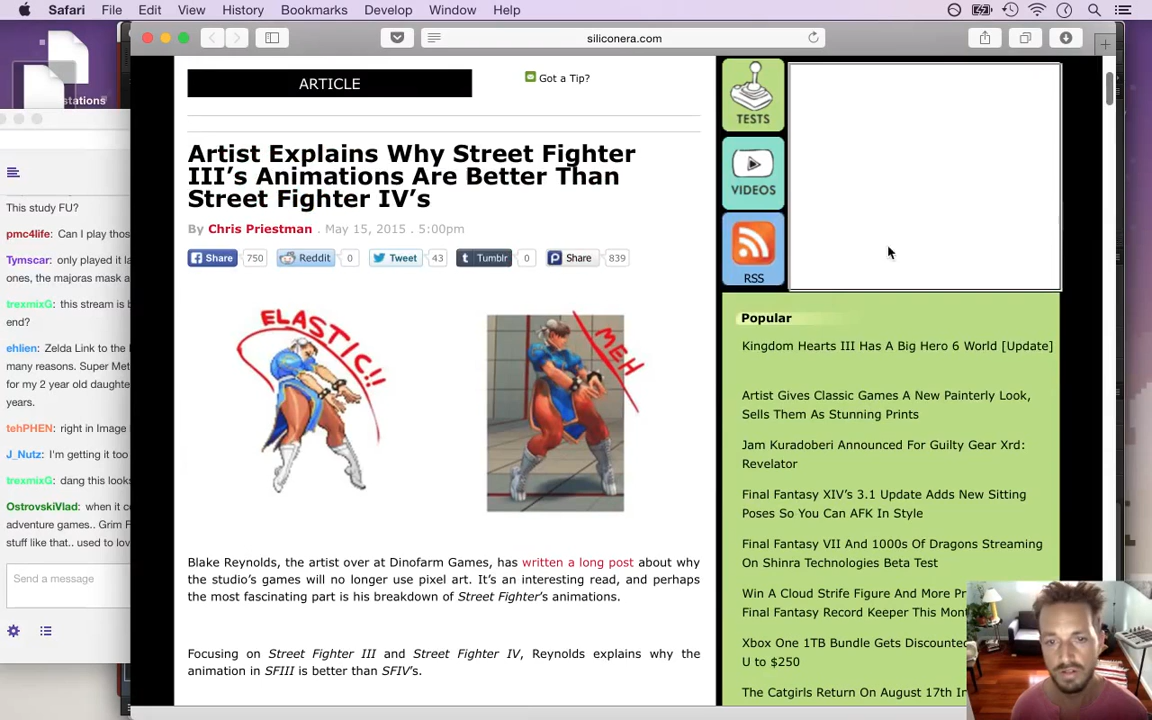 Safari File Edit View History Bookmarks Develop Window Help
siliconera.com
stations
ARTICLE
Got a Tip?
Artist Explains Why Street Fighter
III's Animations Are Better Than
Street Fighter IV's
By Chris Priestman . May 15, 2015 . 5:00pm
Share 750 Reddit 0 Tweet 43 Tumblr 0 Share 839
ELASTIC!!
MEH
Blake Reynolds, the artist over at Dinofarm Games, has written a long post about why
the studio's games will no longer use pixel art. It's an interesting read, and perhaps
the most fascinating part is his breakdown of Street Fighter's animations.
Focusing on Street Fighter III and Street Fighter IV, Reynolds explains why the
animation in SFIII is better than SFIV's.
TESTS
VIDEOS
RSS
Popular
Kingdom Hearts III Has A Big Hero 6 World [Update]
Artist Gives Classic Games A New Painterly Look,
Sells Them As Stunning Prints
Jam Kuradoberi Announced For Guilty Gear Xrd:
Revelator
Final Fantasy XIV's 3.1 Update Adds New Sitting
Poses So You Can AFK In Style
Final Fantasy VII And 1000s Of Dragons Streaming
On Shinra Technologies Beta Test
Win A Cloud Strife Figure And More
Final Fantasy Record Keeper This
Xbox One 1TB Bundle Gets Discounted
U to $250
The Catgirls Return On August 17th
This study FU?
pmc4life: Can I play
Tymscar: only played it
ones, the majoras mask
trexmixG: this stream is
end?
ehlien: Zelda Link to the
many reasons. Super
for my 2 year old
years.
tehPHEN: right in Image
J_Nutz: I'm getting it too
trexmixG: dang this
OstrovskiVlad: when it
adventure games.. Grim
stuff like that.. used to
Send a message